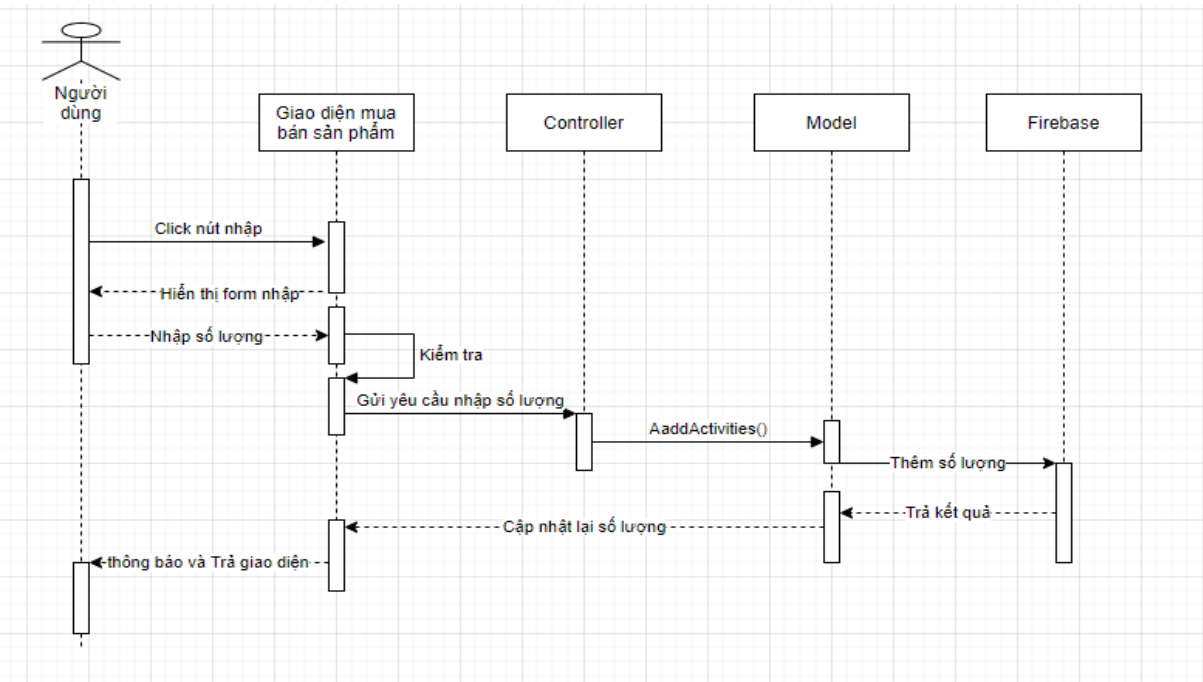 Người
dùng
Giao diện mua
bán sản phẩm
Controller
Model
Firebase
Click nút nhập
Hiển thị form nhập
Nhập số lượng
Kiểm tra
Gửi yêu cầu nhập số lượng
AaddActivities()
Thêm số lượng
Trả kết quả
Cập nhật lại số lượng
thông báo và Trả giao diện